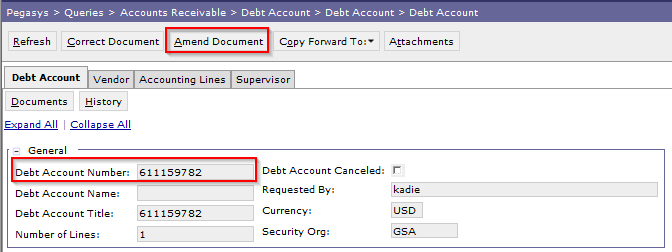 Pegasys > Queries > Accounts Receivable > Debt Account > Debt Account > Debt Account
Refresh Correct Document Amend Document Copy Forward To: Attachments
Debt Account Vendor Accounting Lines Supervisor
Documents History
Expand All | Collapse All
General
Debt Account Number: 611159782 Debt Account Canceled:
Debt Account Name: Requested By: kadie
Debt Account Title: 611159782 Currency: USD
Number of Lines: 1 Security Org: GSA